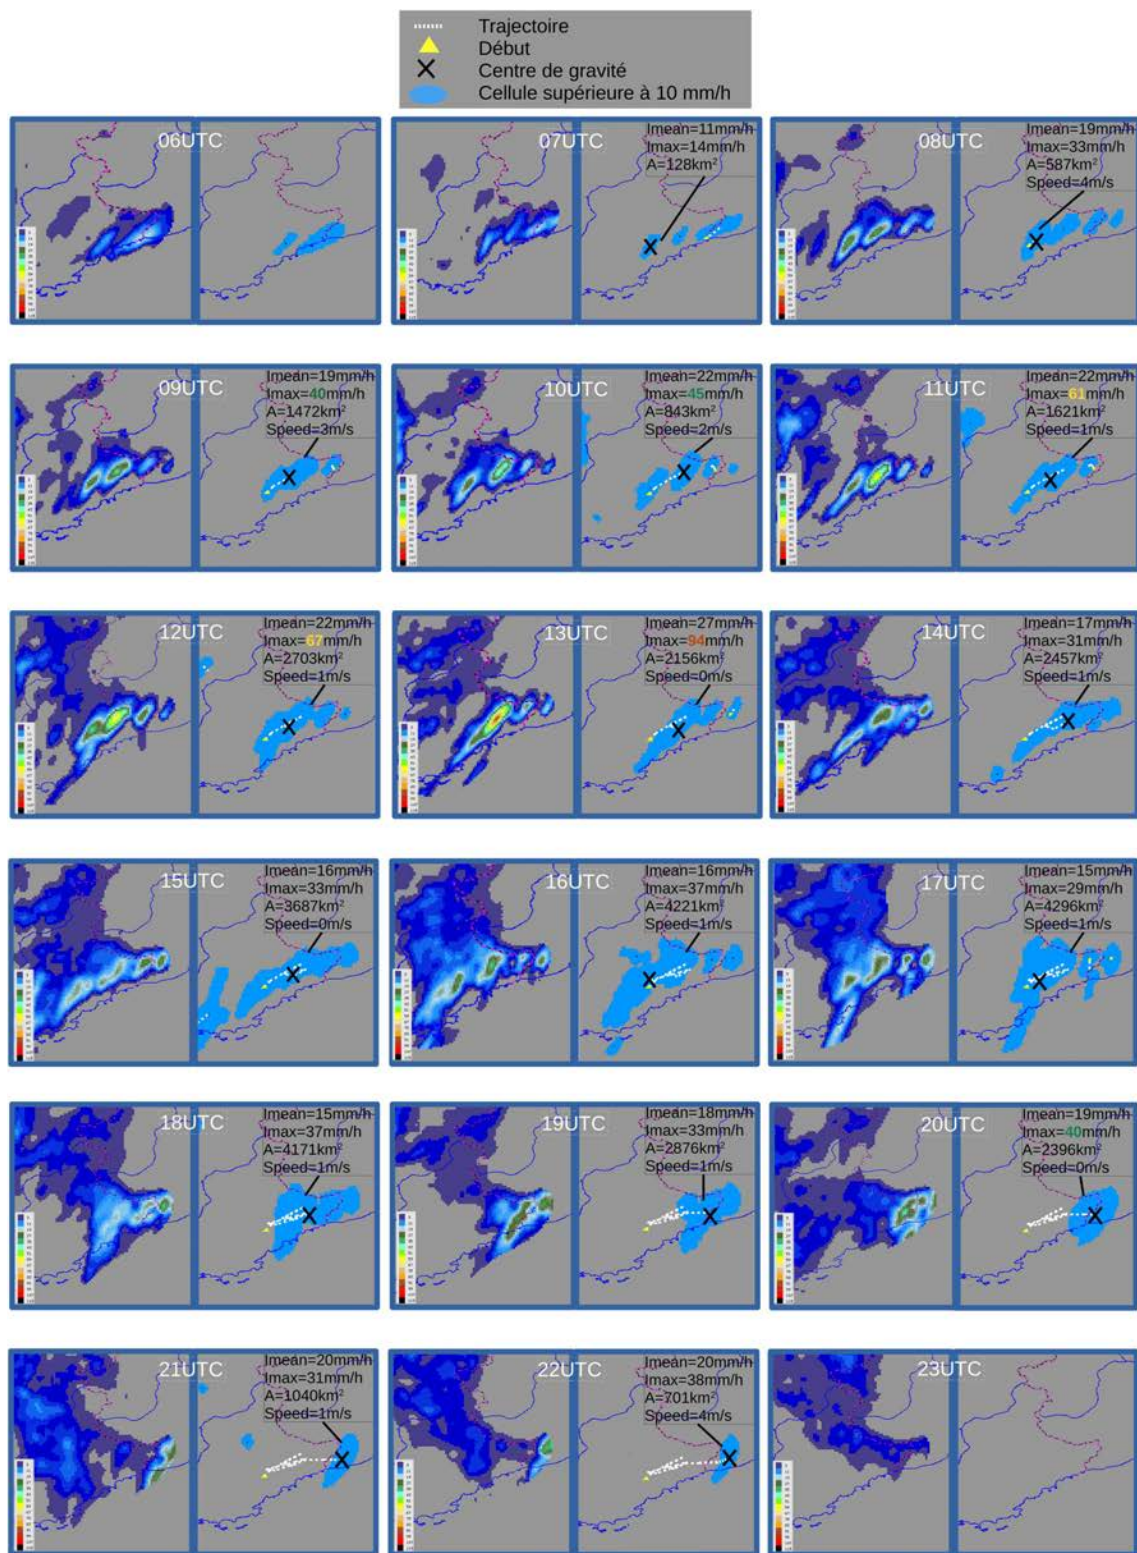 Trajectoire
Début
Centre de gravité
Cellule supérieure à 10 mm/h
06UTC
07UTC
Imean=11mm/h
Imax=14mm/h
A=128km²
08UTC
Imean=19mm/h
Imax=33mm/h
A=587km²
Speed=4m/s
09UTC
Imean=19mm/h
Imax=40mm/h
A=1472km²
Speed=3m/s
10UTC
Imean=22mm/h
Imax=45mm/h
A=843km²
Speed=2m/s
11UTC
Imean=22mm/h
Imax=61mm/h
A=1621km²
Speed=1m/s
12UTC
Imean=22mm/h
Imax=67mm/h
A=2703km²
Speed=1m/s
13UTC
Imean=27mm/h
Imax=94mm/h
A=2156km²
Speed=0m/s
14UTC
Imean=17mm/h
Imax=31mm/h
A=2457km²
Speed=1m/s
15UTC
Imean=16mm/h
Imax=33mm/h
A=3687km²
Speed=0m/s
16UTC
Imean=16mm/h
Imax=37mm/h
A=4221km²
Speed=1m/s
17UTC
Imean=15mm/h
Imax=29mm/h
A=4296km²
Speed=1m/s
18UTC
Imean=15mm/h
Imax=37mm/h
A=4171km²
Speed=1m/s
19UTC
Imean=18mm/h
Imax=33mm/h
A=2876km²
Speed=1m/s
20UTC
Imean=19mm/h
Imax=40mm/h
A=2396km²
Speed=0m/s
21UTC
Imean=20mm/h
Imax=31mm/h
A=1040km²
Speed=1m/s
22UTC
Imean=20mm/h
Imax=38mm/h
A=701km²
Speed=4m/s
23UTC